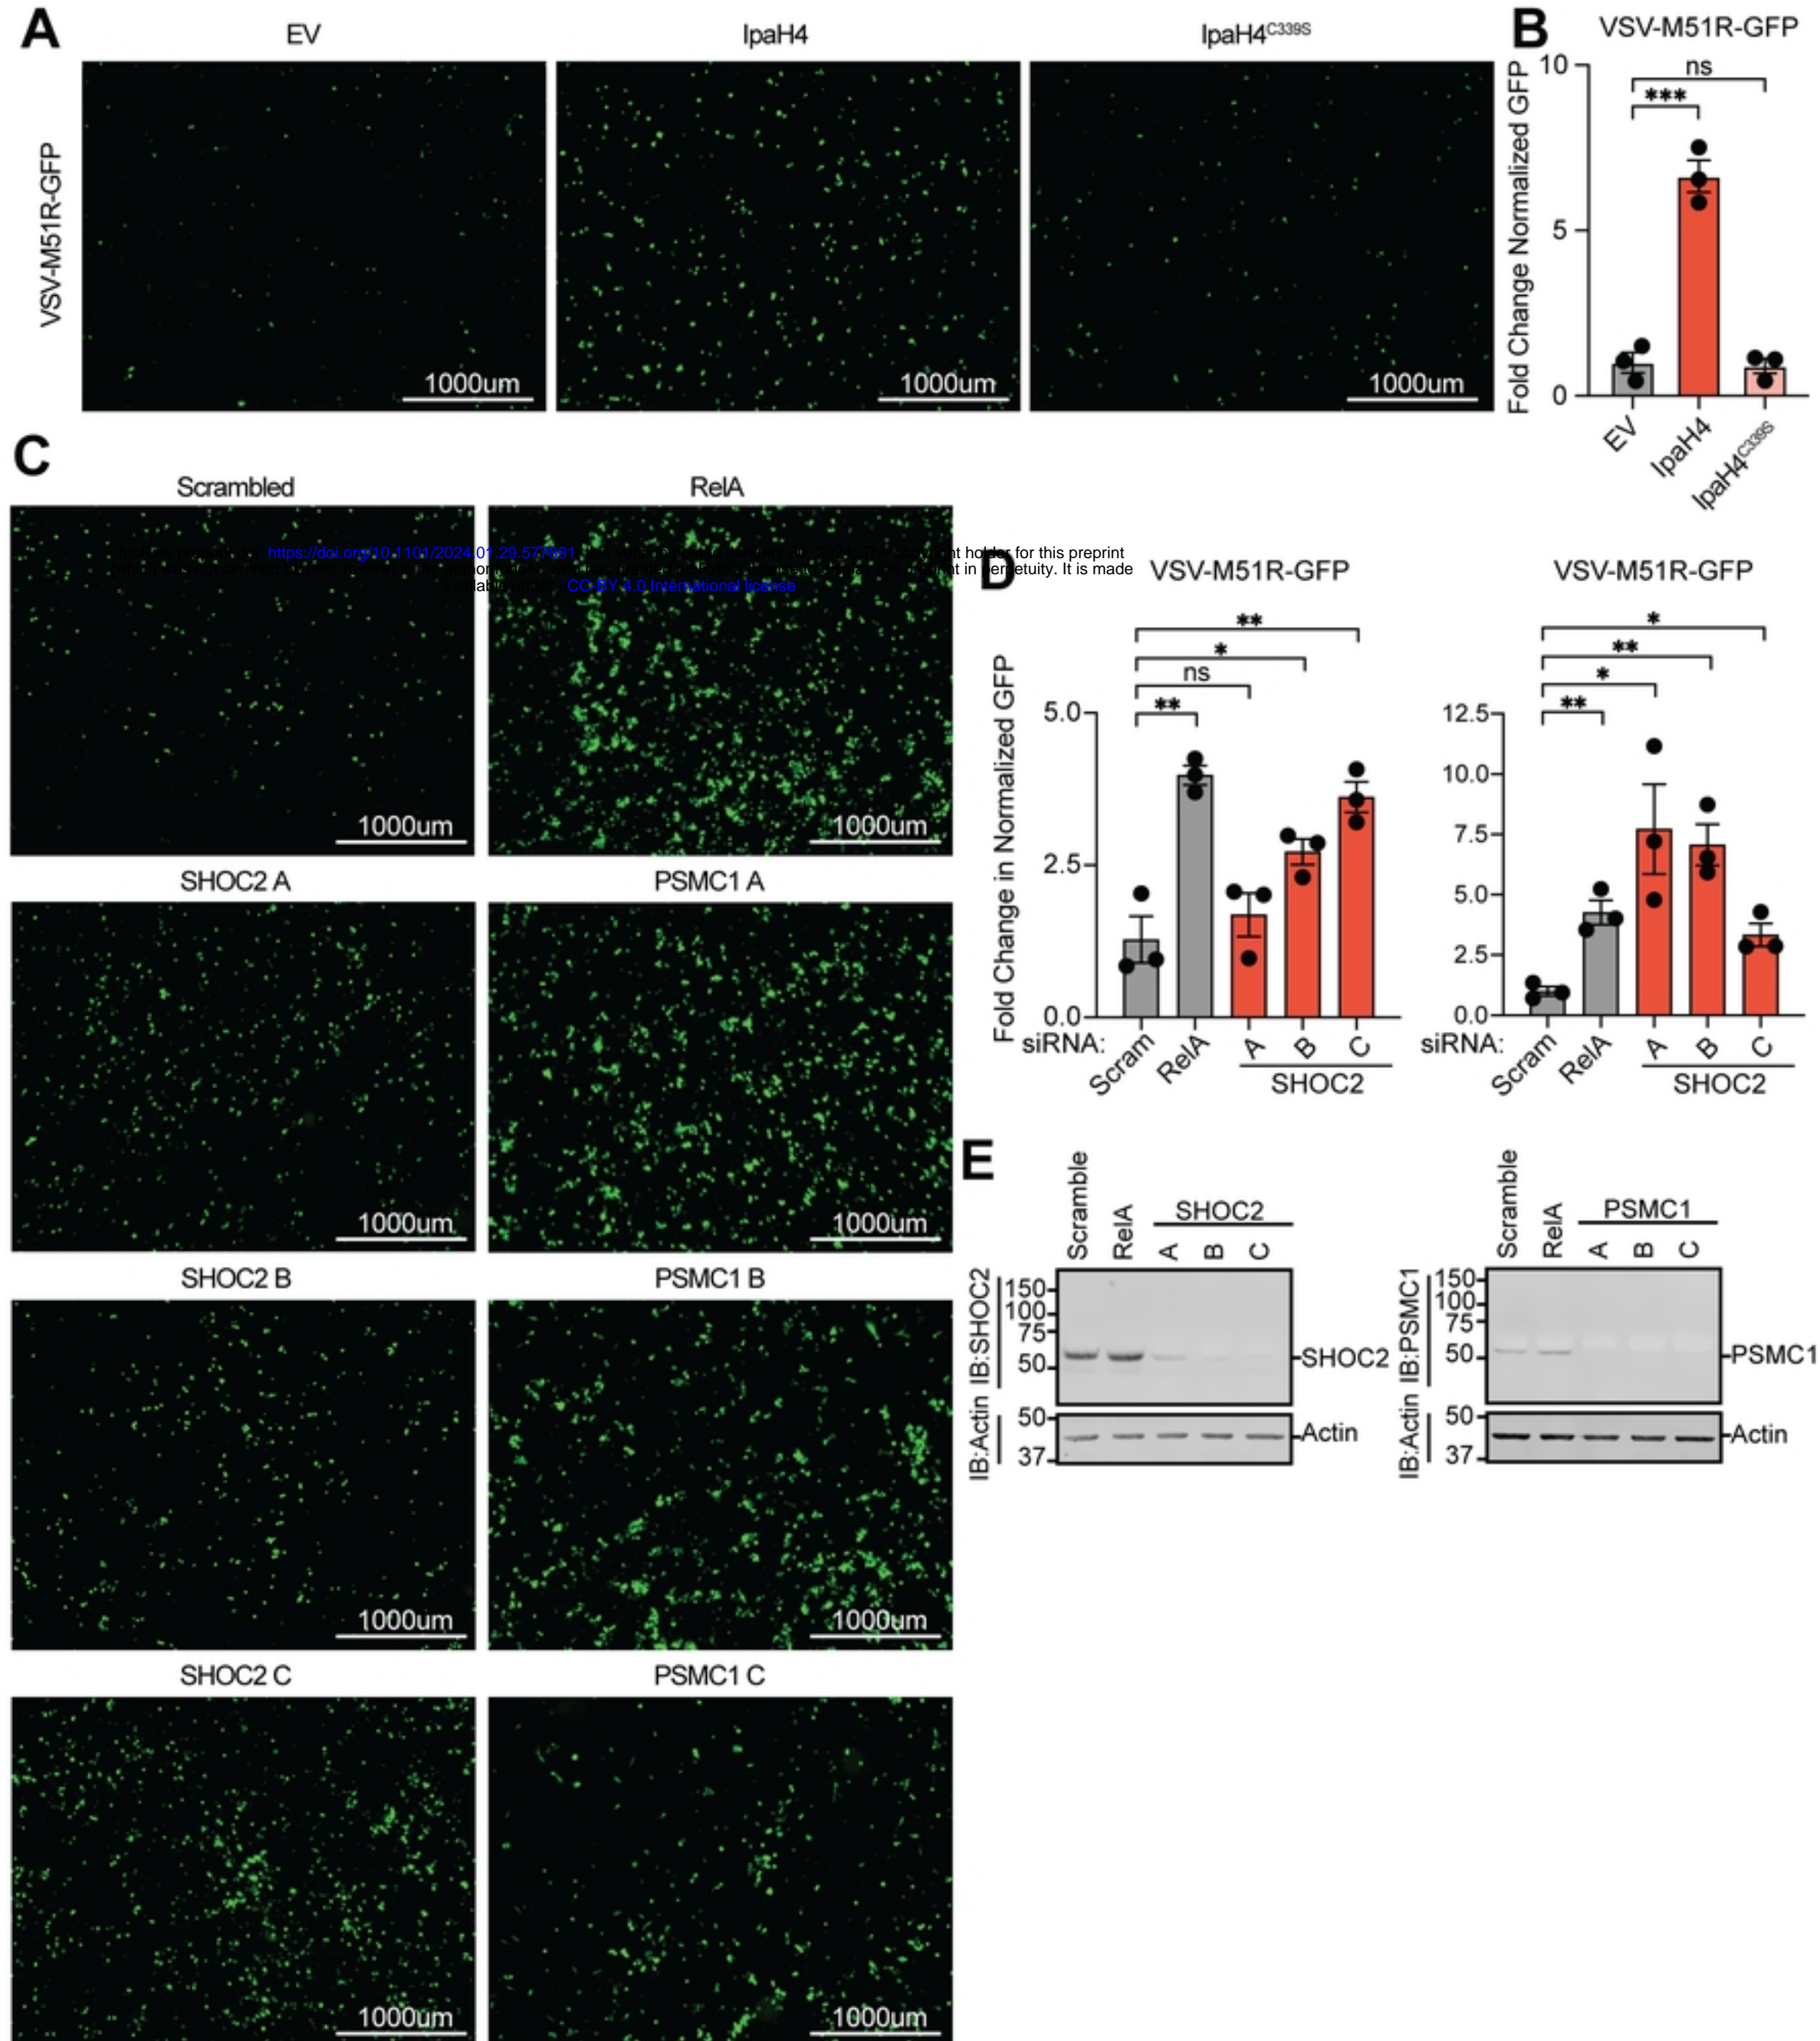 A
EV
IpaH4
IpaH4C339S
VSV-M51R-GFP
1000um
1000um
1000um
B
VSV-M51R-GFP
Fold Change Normalized GFP
10
5
0
ns
***
EV
IpaH4
IpaH4C339S
C
Scrambled
RelA
https://doi.org/10.1101/2024.01.29.577891
holder for this preprint
in perpetuity. It is made
CC-BY 4.0 International license
1000um
1000um
SHOC2 A
PSMC1 A
1000um
1000um
SHOC2 B
PSMC1 B
1000um
1000um
SHOC2 C
PSMC1 C
1000um
1000um
D
VSV-M51R-GFP
Fold Change in Normalized GFP
**
*
ns
**
5.0
2.5
0.0
siRNA:
Scram
RelA
A
B
C
SHOC2
VSV-M51R-GFP
*
**
*
**
12.5
10.0
7.5
5.0
2.5
0.0
siRNA:
Scram
RelA
A
B
C
SHOC2
E
Scramble
RelA
SHOC2
A
B
C
IB:SHOC2
150
100
75
50
SHOC2
IB:Actin
50
37
Actin
Scramble
RelA
PSMC1
A
B
C
IB:PSMC1
150
100
75
50
PSMC1
IB:Actin
50
37
Actin